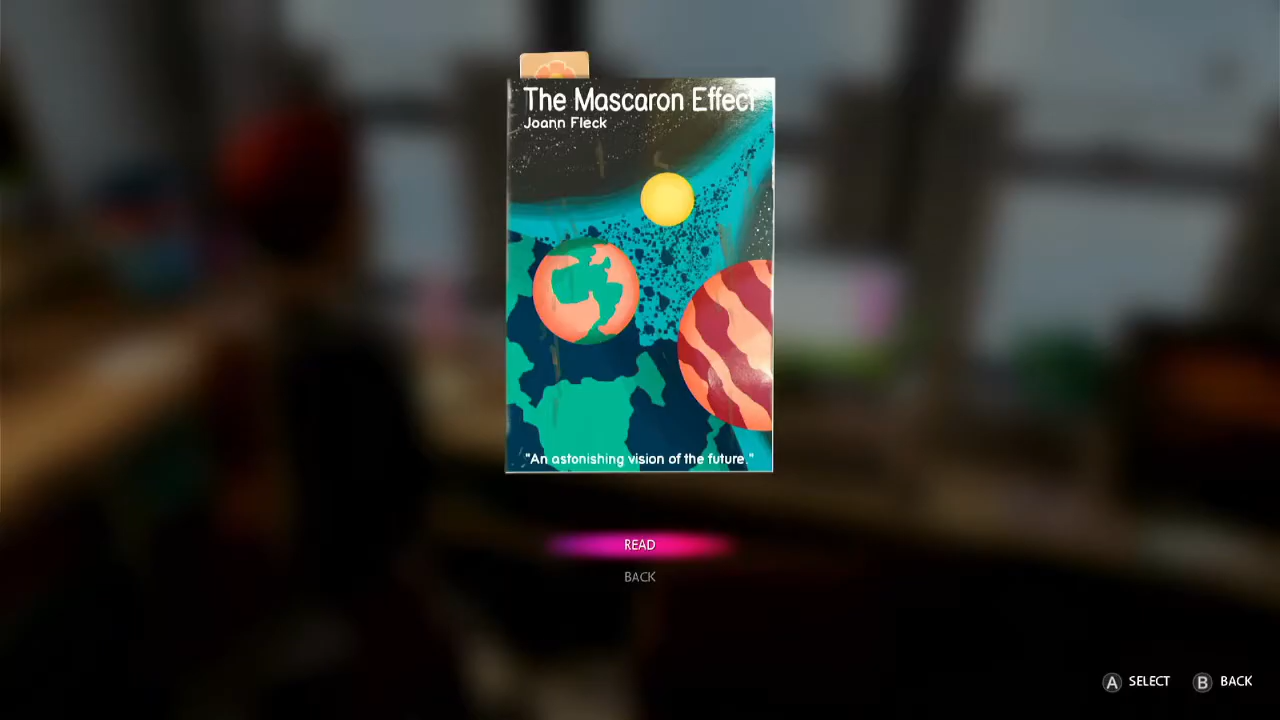 The Mascaron Effect
Joann Fleck
"An astonishing vision of the future."
READ
BACK
A SELECT B BACK